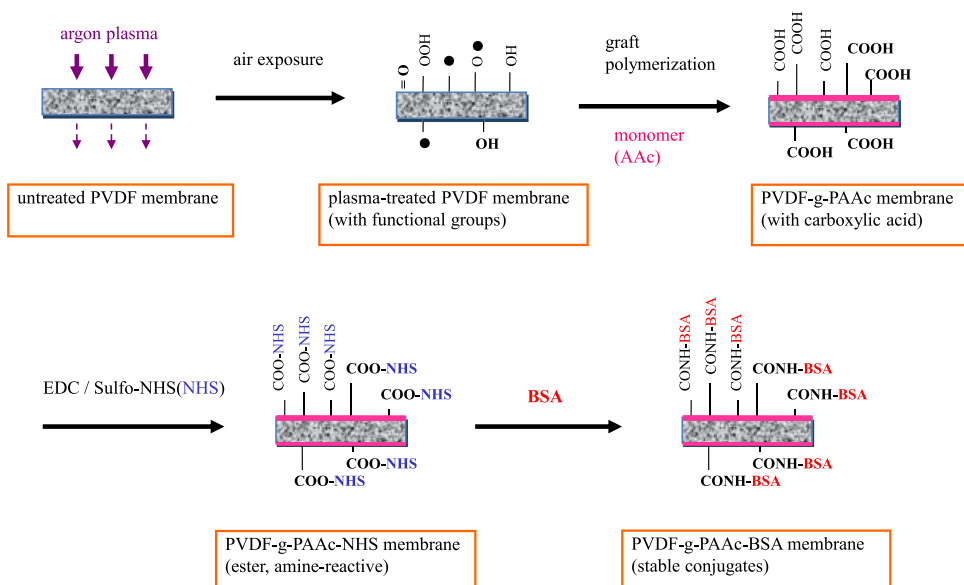 argon plasma
air exposure
=O
OOH
O
OH
OH
graft
polymerization
monomer
(AAc)
COOH
COOH
COOH
COOH
COOH
COOH
COOH
untreated PVDF membrane
plasma-treated PVDF membrane
(with functional groups)
PVDF-g-PAAc membrane
(with carboxylic acid)
EDC / Sulfo-NHS(NHS)
COO-NHS
COO-NHS
COO-NHS
COO-NHS
COO-NHS
COO-NHS
COO-NHS
BSA
CONH-BSA
CONH-BSA
CONH-BSA
CONH-BSA
CONH-BSA
CONH-BSA
CONH-BSA
PVDF-g-PAAc-NHS membrane
(ester, amine-reactive)
PVDF-g-PAAc-BSA membrane
(stable conjugates)